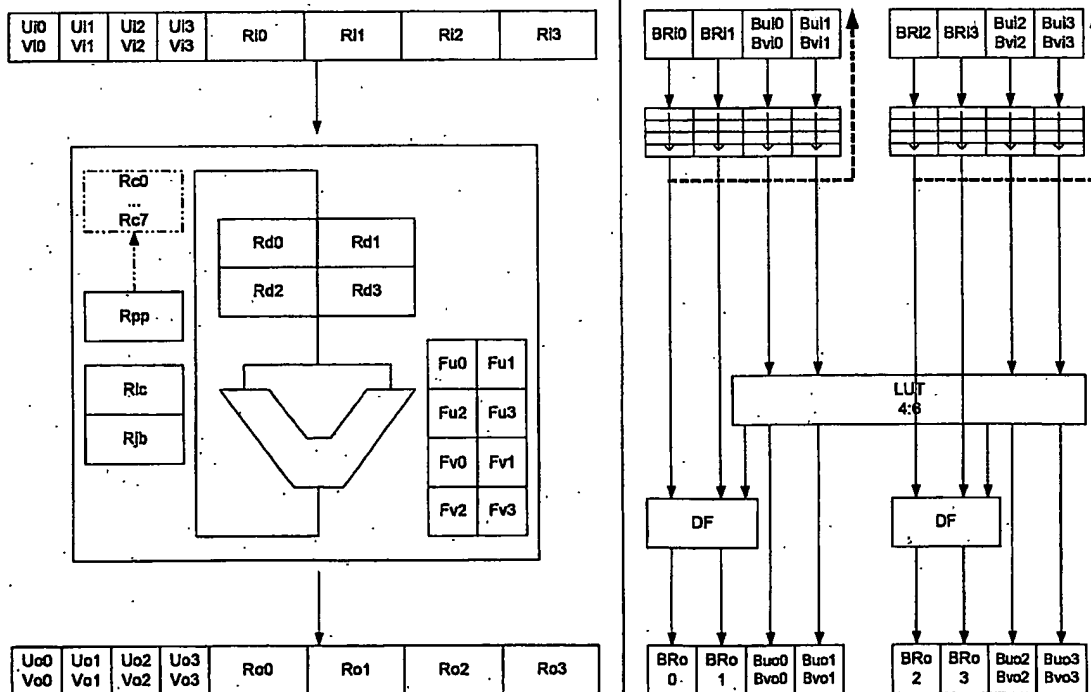 Ui0 Ui1 Ui2 Ui3
Vi0 Vi1 Vi2 Vi3
Ri0 Ri1 Ri2 Ri3
Rc0
...
Rc7
Rpp
Rlc
Rjb
Rd0 Rd1
Rd2 Rd3
Fu0 Fu1
Fu2 Fu3
Fv0 Fv1
Fv2 Fv3
Uo0 Uo1 Uo2 Uo3
Vo0 Vo1 Vo2 Vo3
Ro0 Ro1 Ro2 Ro3
BRi0 BRi1
Bui0 Bui1
Bvi0 Bvi1
BRi2 BRi3
Bui2 Bui3
Bvi2 Bvi3
LUT
4:6
DF
DF
BRo BRo Buo0 Buo1
0 1 Bvo0 Bvo1
BRo BRo Buo2 Buo3
2 3 Bvo2 Bvo3